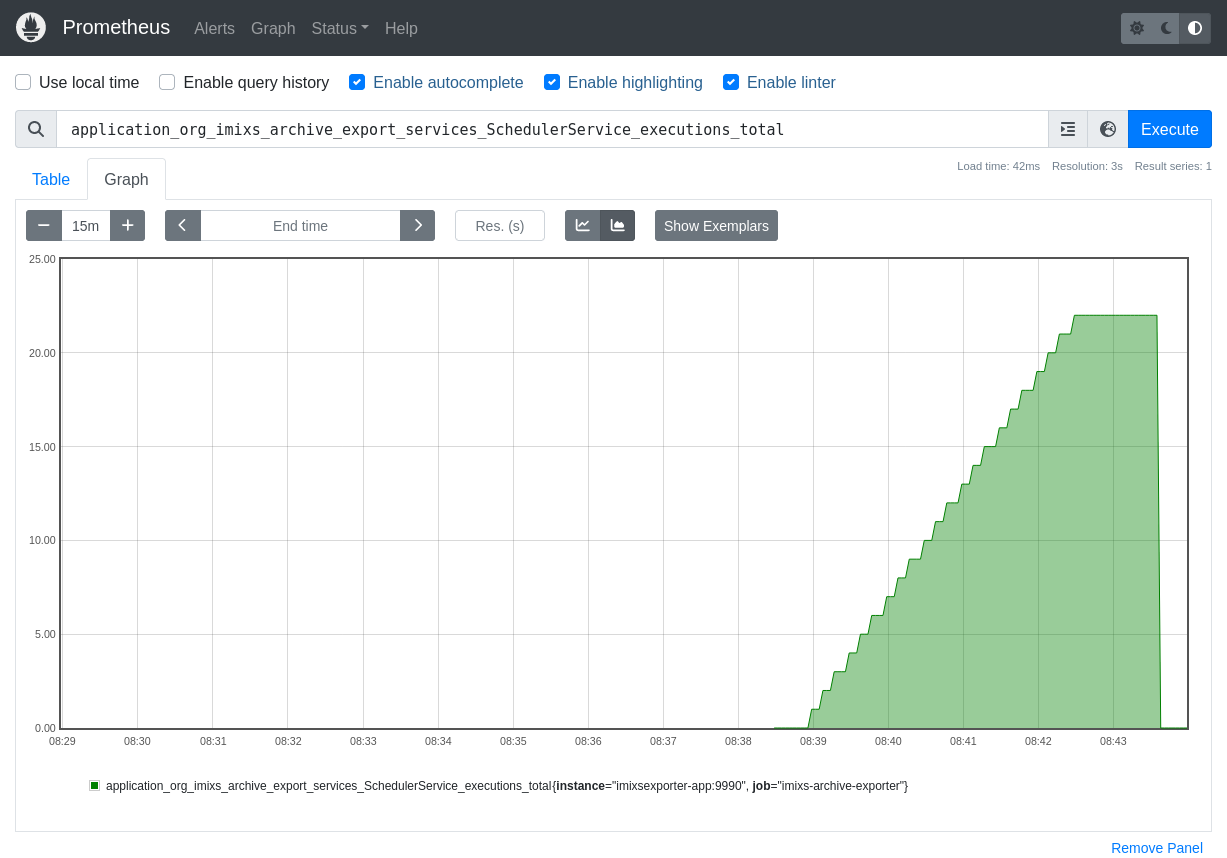 Prometheus Alerts Graph Status Help
Use local time Enable query history Enable autocomplete Enable highlighting Enable linter
application_org_imixs_archive_export_services_SchedulerService_executions_total Execute
Load time: 42ms Resolution: 3s Result series: 1
Table Graph
15m End time Res. (s) Show Exemplars
25.00
20.00
15.00
10.00
5.00
0.00
08:29 08:30 08:31 08:32 08:33 08:34 08:35 08:36 08:37 08:38 08:39 08:40 08:41 08:42 08:43
application_org_imixs_archive_export_services_SchedulerService_executions_total{instance="imixsexporter-app:9990", job="imixs-archive-exporter"}
Remove Panel